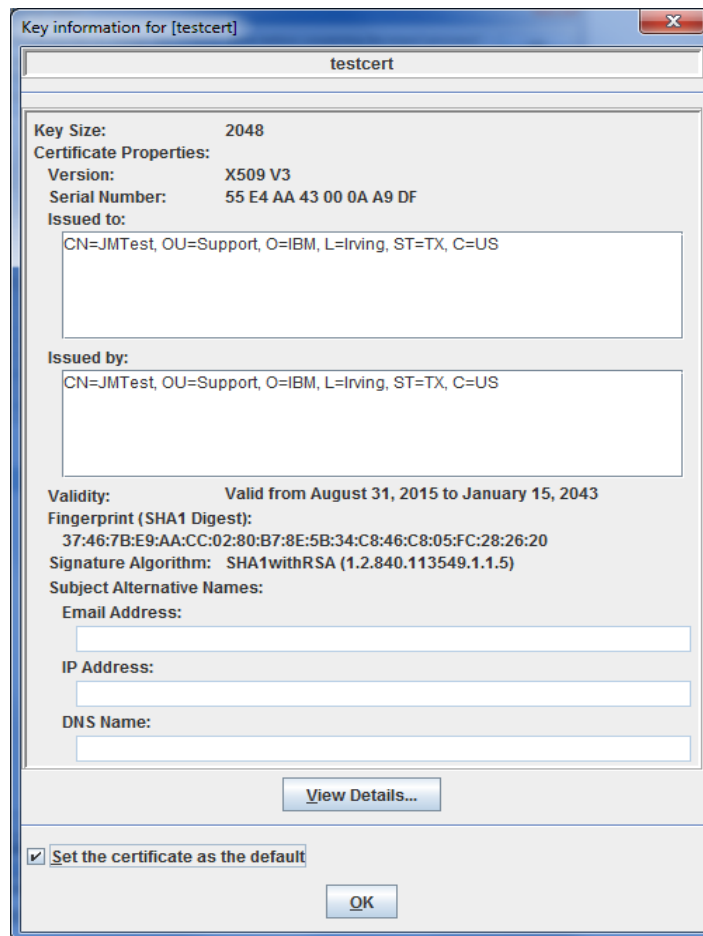 Key information for [testcert]
testcert
Key Size: 2048
Certificate Properties:
Version: X509 V3
Serial Number: 55 E4 AA 43 00 0A A9 DF
Issued to:
CN=JMTest, OU=Support, O=IBM, L=Irving, ST=TX, C=US
Issued by:
CN=JMTest, OU=Support, O=IBM, L=Irving, ST=TX, C=US
Validity: Valid from August 31, 2015 to January 15, 2043
Fingerprint (SHA1 Digest):
37:46:7B:E9:AA:CC:02:80:B7:8E:5B:34:C8:46:C8:05:FC:28:26:20
Signature Algorithm: SHA1withRSA (1.2.840.113549.1.1.5)
Subject Alternative Names:
Email Address:
IP Address:
DNS Name:
View Details...
Set the certificate as the default
OK